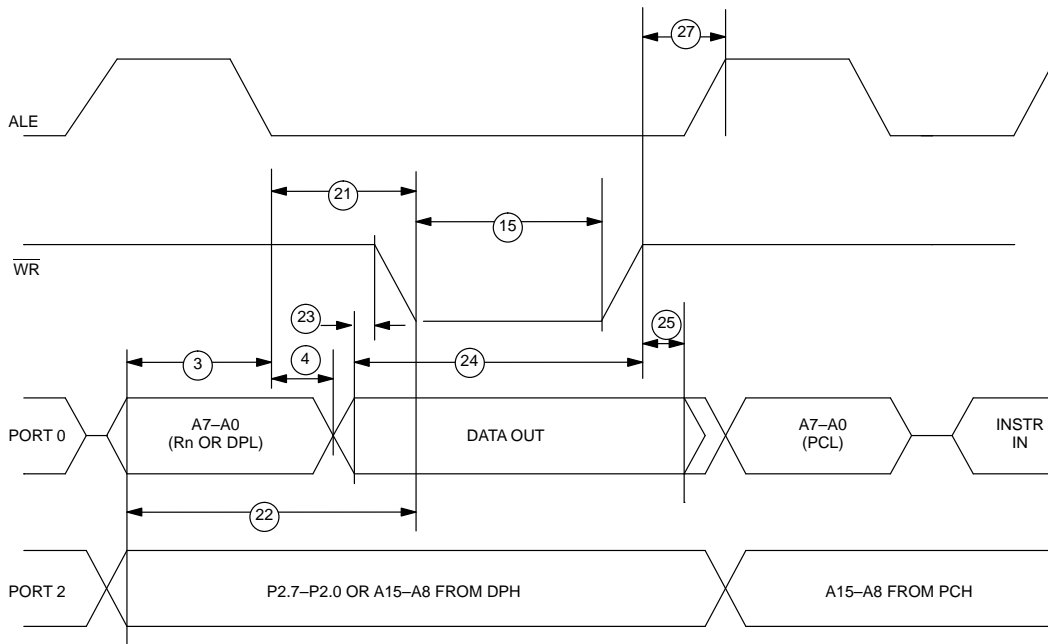 27
ALE
21
15
WR
23
25
3
4
24
PORT 0
A7–A0
(Rn OR DPL)
DATA OUT
A7–A0
(PCL)
INSTR
IN
22
PORT 2
P2.7–P2.0 OR A15–A8 FROM DPH
A15–A8 FROM PCH